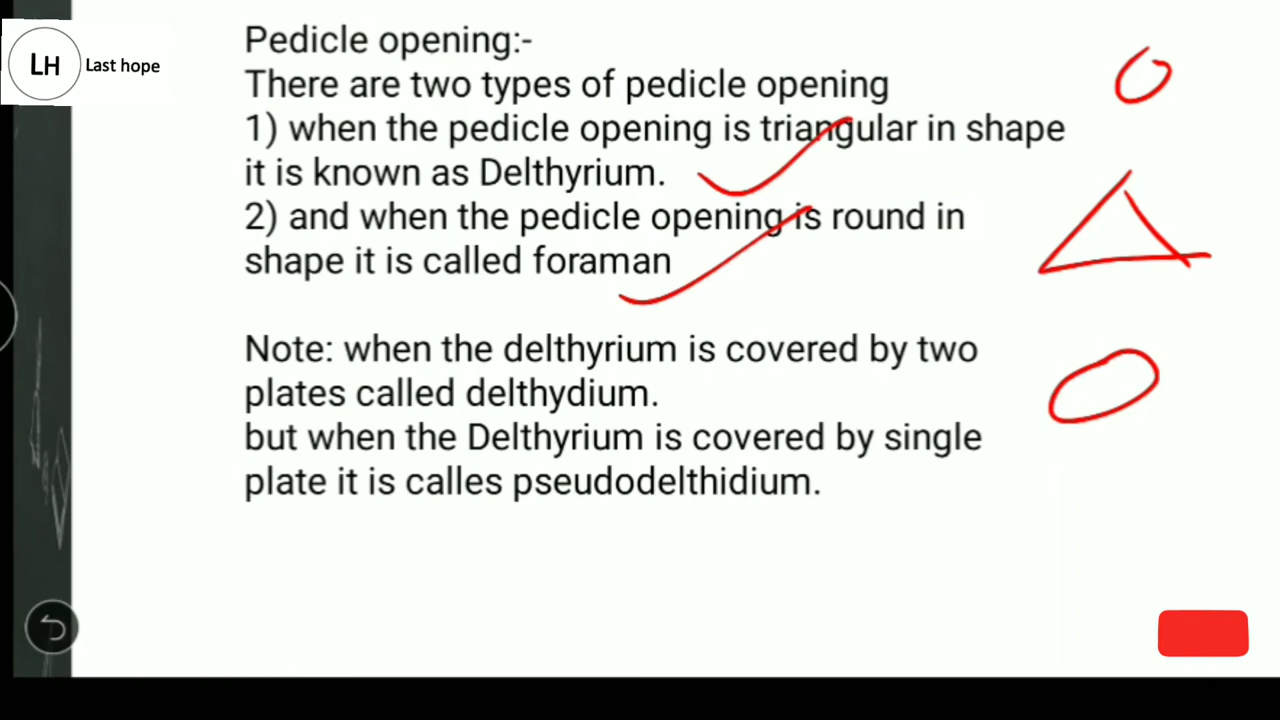 LH Last hope
Pedicle opening:-
There are two types of pedicle opening
1) when the pedicle opening is triangular in shape
it is known as Delthyrium.
2) and when the pedicle opening is round in
shape it is called foraman
Note: when the delthyrium is covered by two
plates called delthydium.
but when the Delthyrium is covered by single
plate it is calles pseudodelthidium.